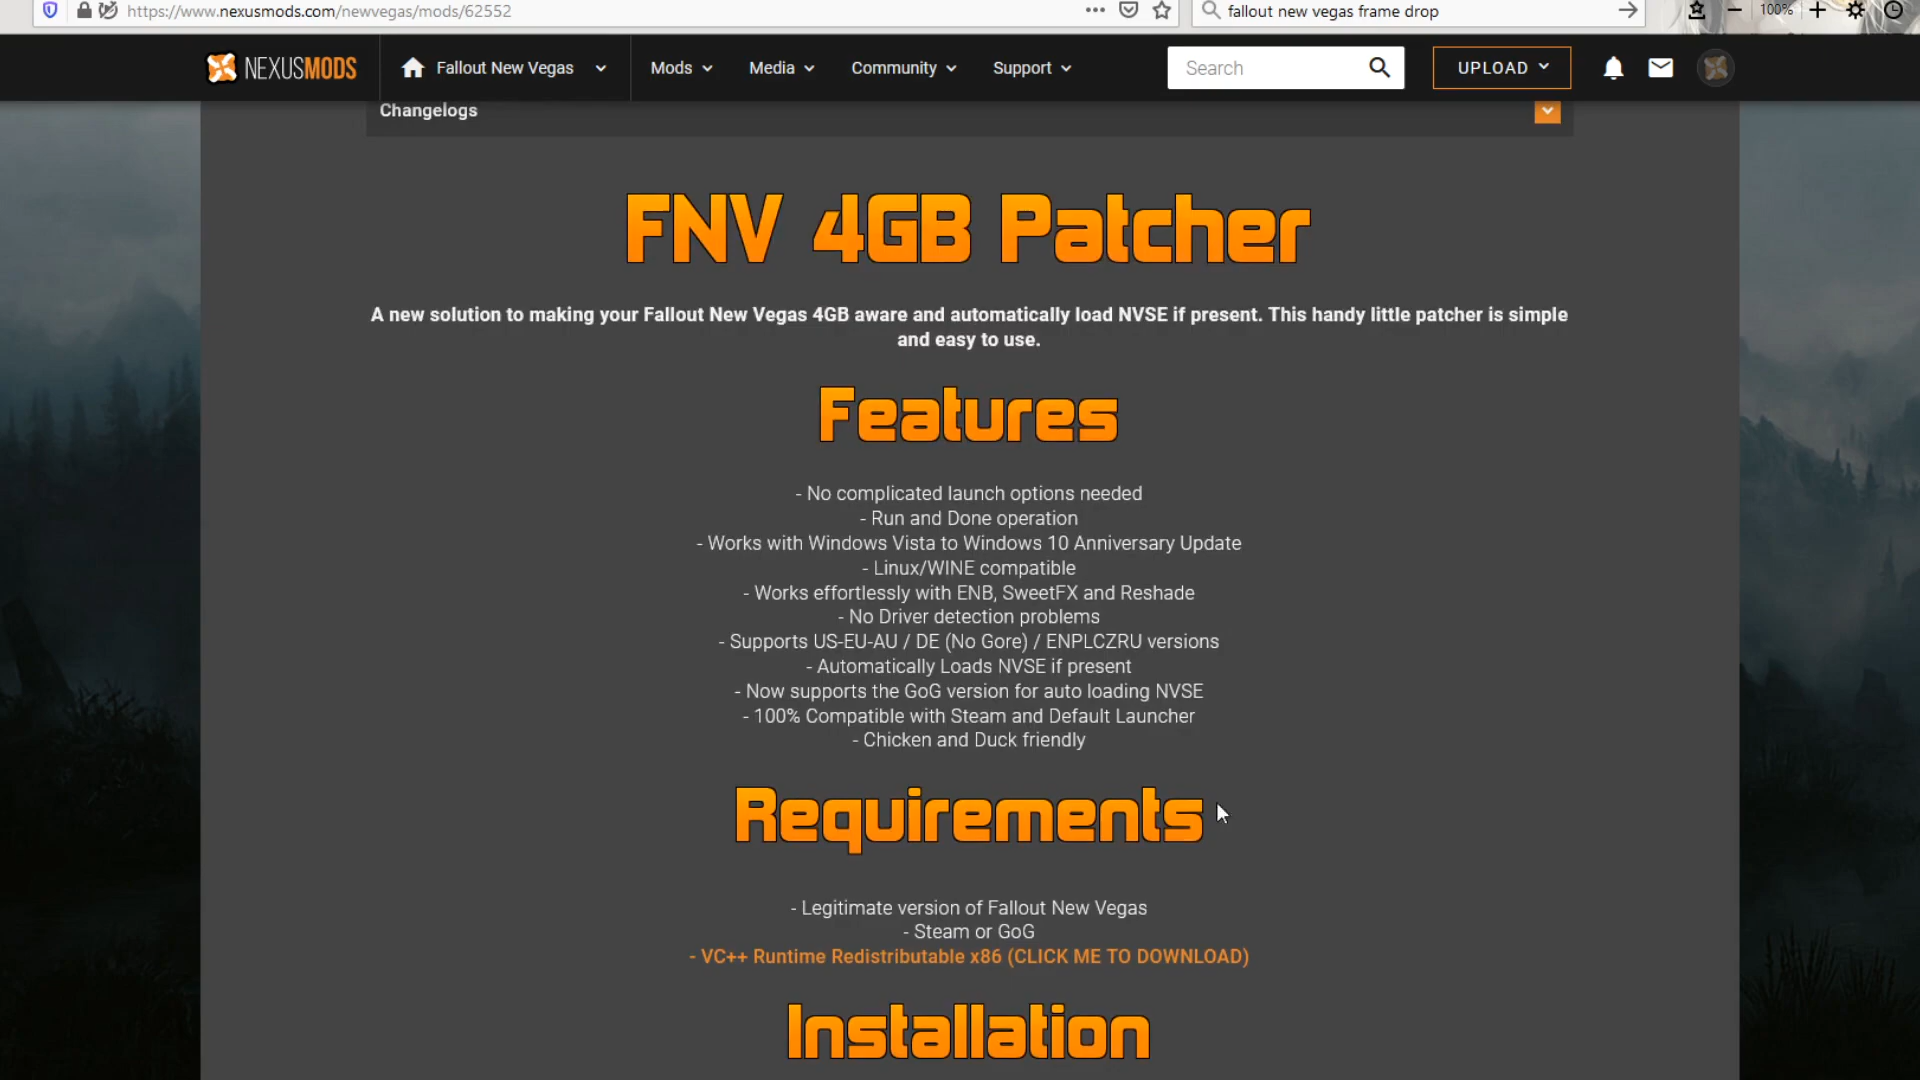 https://www.nexusmods.com/newvegas/mods/62552
fallout new vegas frame drop
100%
NEXUSMODS
Fallout New Vegas
Mods
Media
Community
Support
Search
UPLOAD
Changelogs
FNV 4GB Patcher
A new solution to making your Fallout New Vegas 4GB aware and automatically load NVSE if present. This handy little patcher is simple
and easy to use.
Features
- No complicated launch options needed
- Run and Done operation
- Works with Windows Vista to Windows 10 Anniversary Update
- Linux/WINE compatible
- Works effortlessly with ENB, SweetFX and Reshade
- No Driver detection problems
- Supports US-EU-AU / DE (No Gore) / ENPLCZRU versions
- Automatically Loads NVSE if present
- Now supports the GoG version for auto loading NVSE
- 100% Compatible with Steam and Default Launcher
- Chicken and Duck friendly
Requirements
- Legitimate version of Fallout New Vegas
- Steam or GoG
- VC++ Runtime Redistributable x86 (CLICK ME TO DOWNLOAD)
Installation